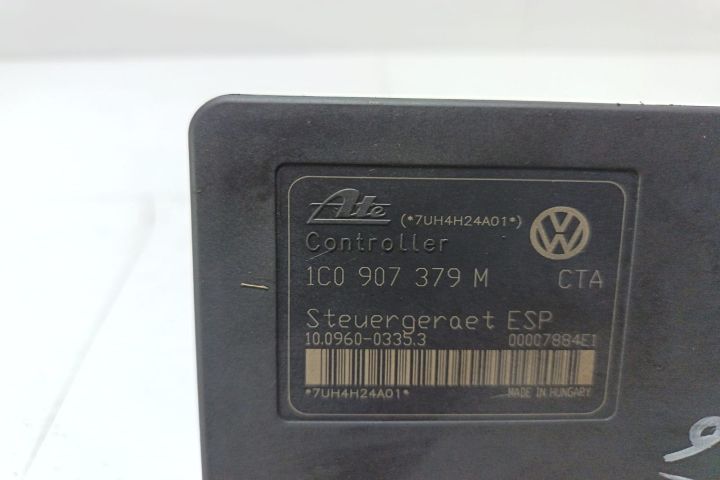 Ate (*7UH4H24A01*)
Controller
1C0 907 379 M CTA
Steuergeraet ESP
10.0960-0335.3 00007884E1
*7UH4H24A01*
MADE IN HUNGARY